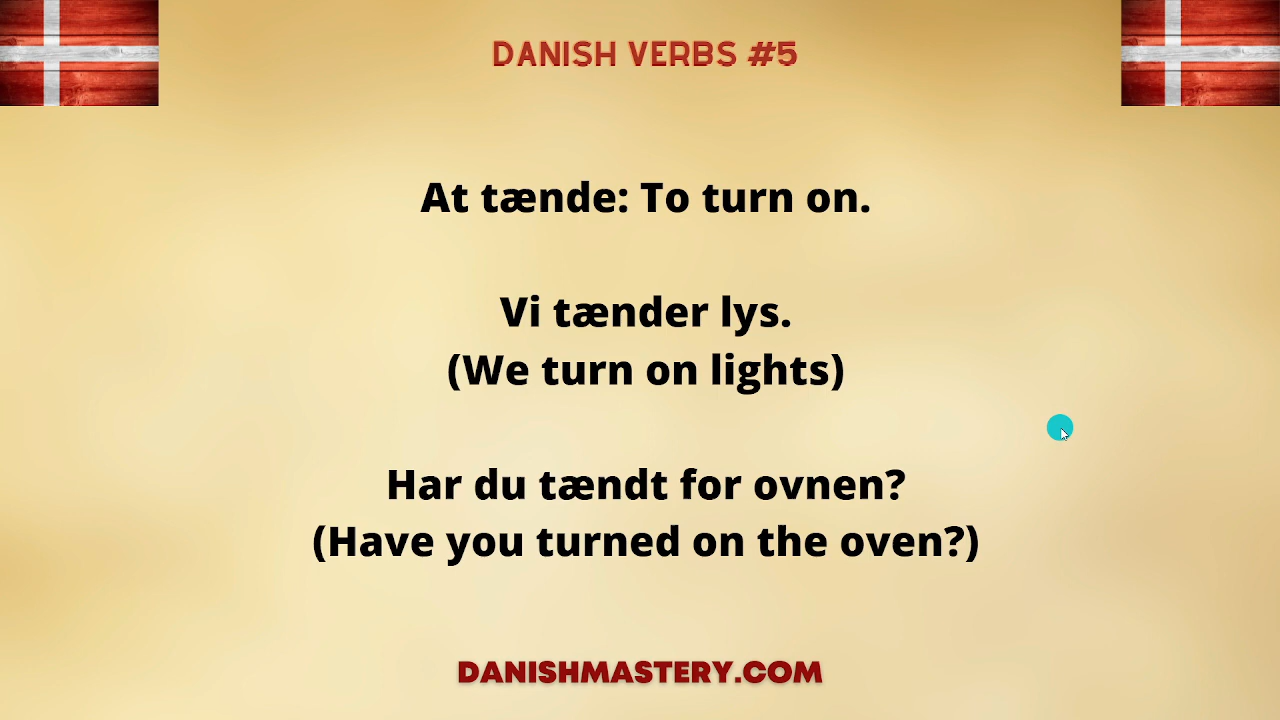 DANISH VERBS #5
At tænde: To turn on.
Vi tænder lys.
(We turn on lights)
Har du tændt for ovnen?
(Have you turned on the oven?)
DANISHMASTERY.COM